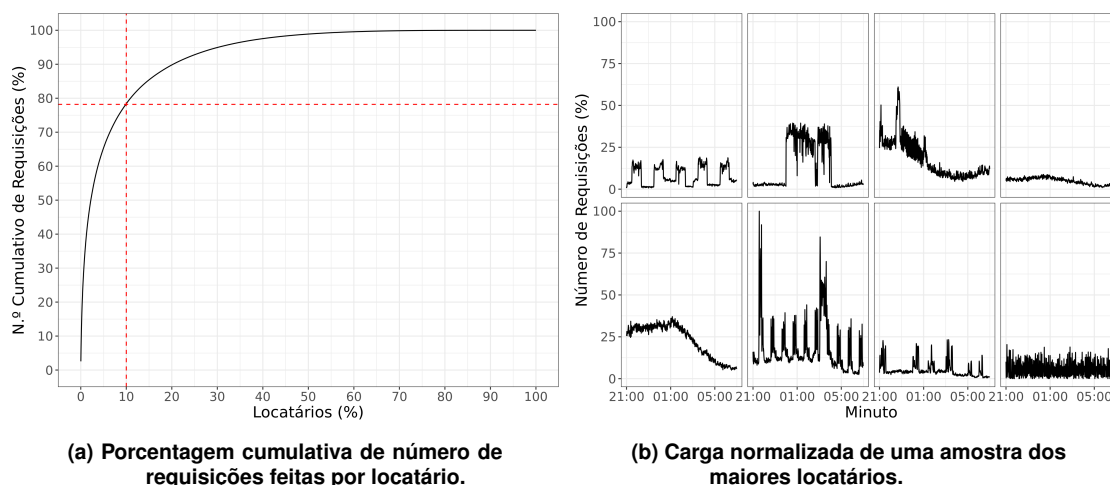 100
90
80
70
60
50
40
30
20
10
0
N.º Cumulativo de Requisições (%)
0 10 20 30 40 50 60 70 80 90 100
Locatários (%)
(a) Porcentagem cumulativa de número de
requisições feitas por locatário.
100
75
50
25
0
100
75
50
25
0
Número de Requisições (%)
21:00 01:00 05:00 21:00 01:00 05:00 21:00 01:00 05:00 21:00 01:00 05:00
Minuto
(b) Carga normalizada de uma amostra dos
maiores locatários.